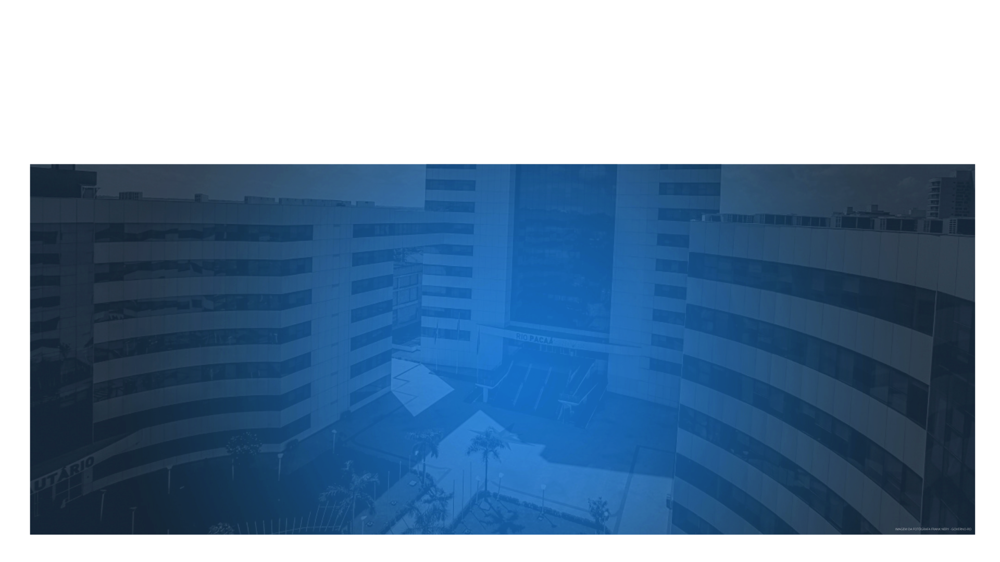 RIO PACAÁ
UTÁRIO
IMAGEM DA FOTÓGRAFA FRANK NERY - GOVERNO-RO